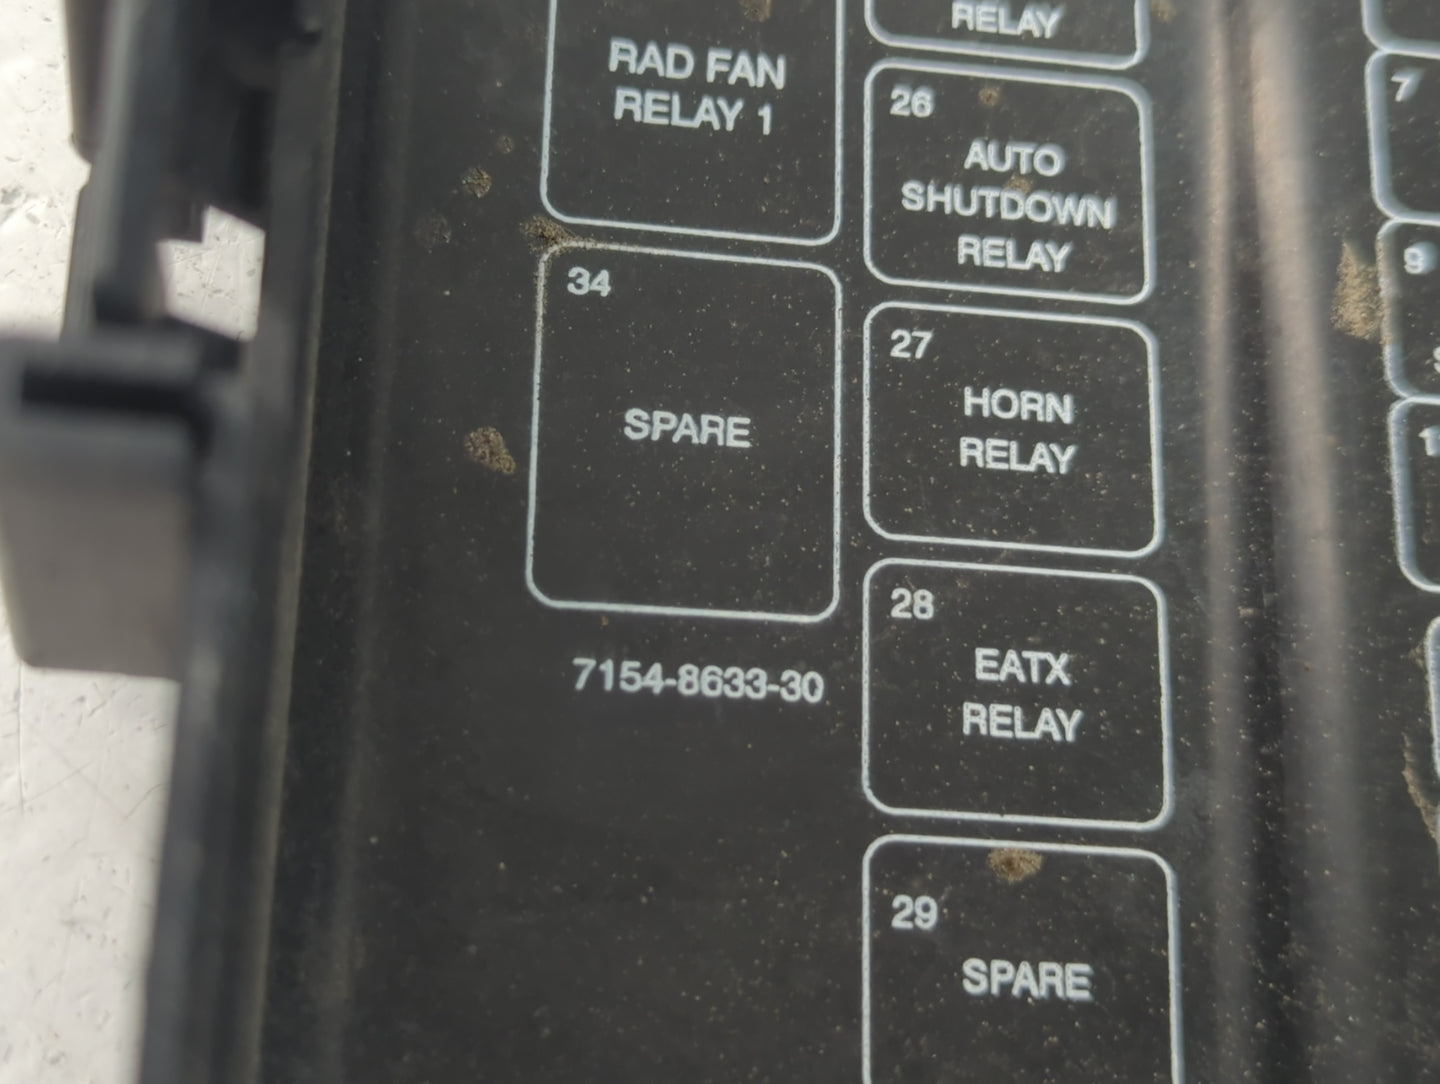 RAD FAN
RELAY 1
34
SPARE
7154-8633-30
RELAY
26
AUTO
SHUTDOWN
RELAY
27
HORN
RELAY
28
EATX
RELAY
29
SPARE
7
9